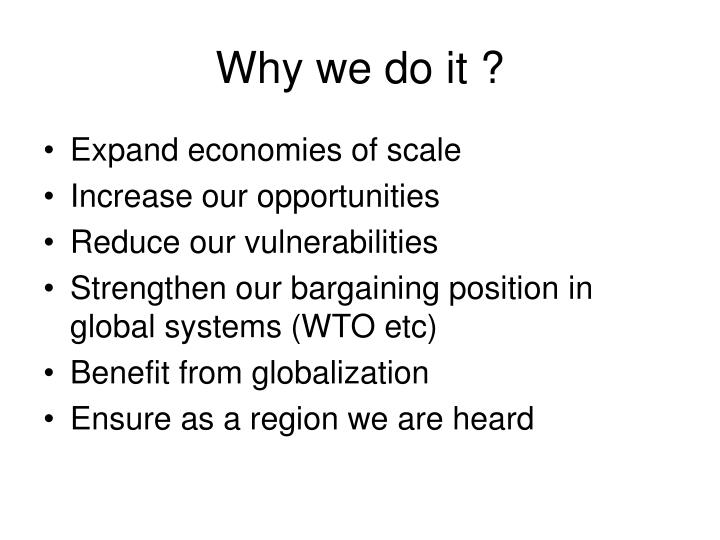 Why we do it ?
• Expand economies of scale
• Increase our opportunities
• Reduce our vulnerabilities
• Strengthen our bargaining position in
global systems (WTO etc)
• Benefit from globalization
• Ensure as a region we are heard